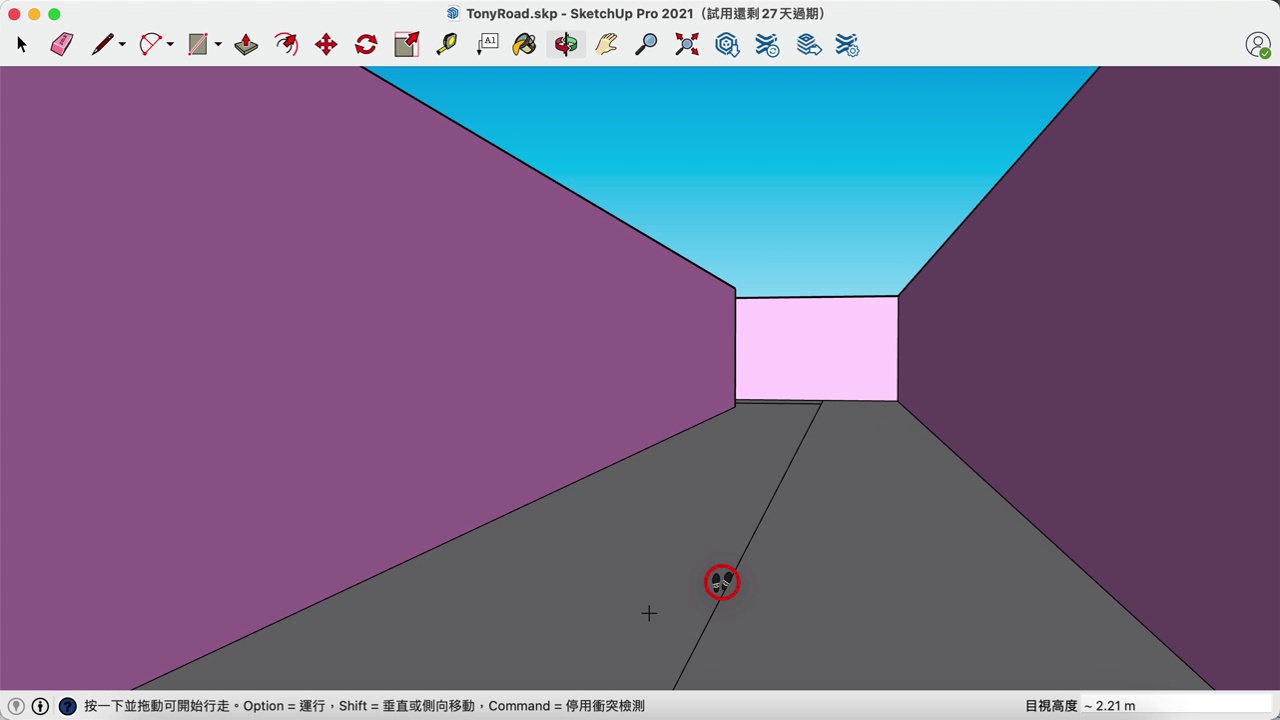 TonyRoad.skp - SketchUp Pro 2021（試用還剩 27 天過期）
A1
按一下並拖動可開始行走。Option = 運行，Shift = 垂直或側向移動，Command = 停用衝突檢測
目視高度 ~ 2.21 m